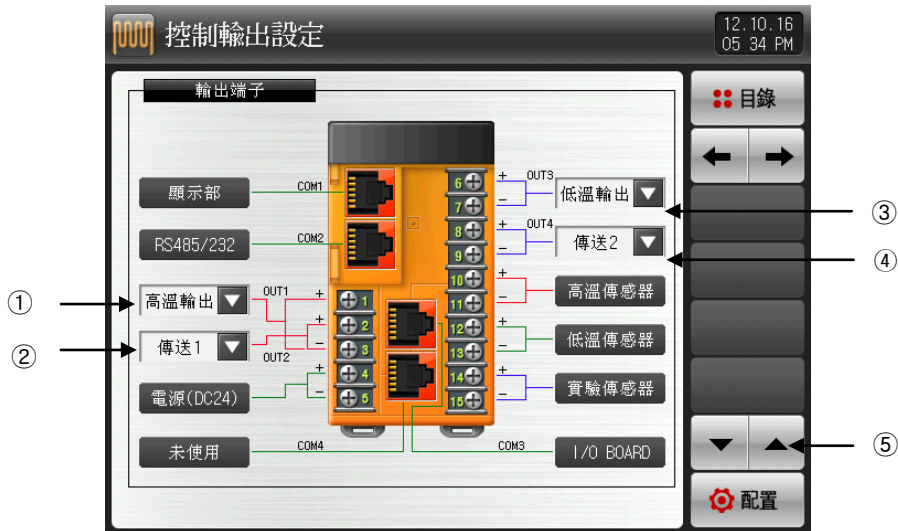 控制輸出設定
12.10.16
05 34 PM
輸出端子
目錄
顯示部
COM1
RS485/232
COM2
高溫輸出
OUT1
傳送1
OUT2
電源(DC24)
未使用
COM4
+
+
-
+
-
1
2
3
4
5
6
7
8
9
10
11
12
13
14
15
+
-
+
-
+
-
+
-
+
-
OUT3
低溫輸出
OUT4
傳送2
高溫傳感器
低溫傳感器
實驗傳感器
COM3
I/O BOARD
配置
①
②
③
④
⑤